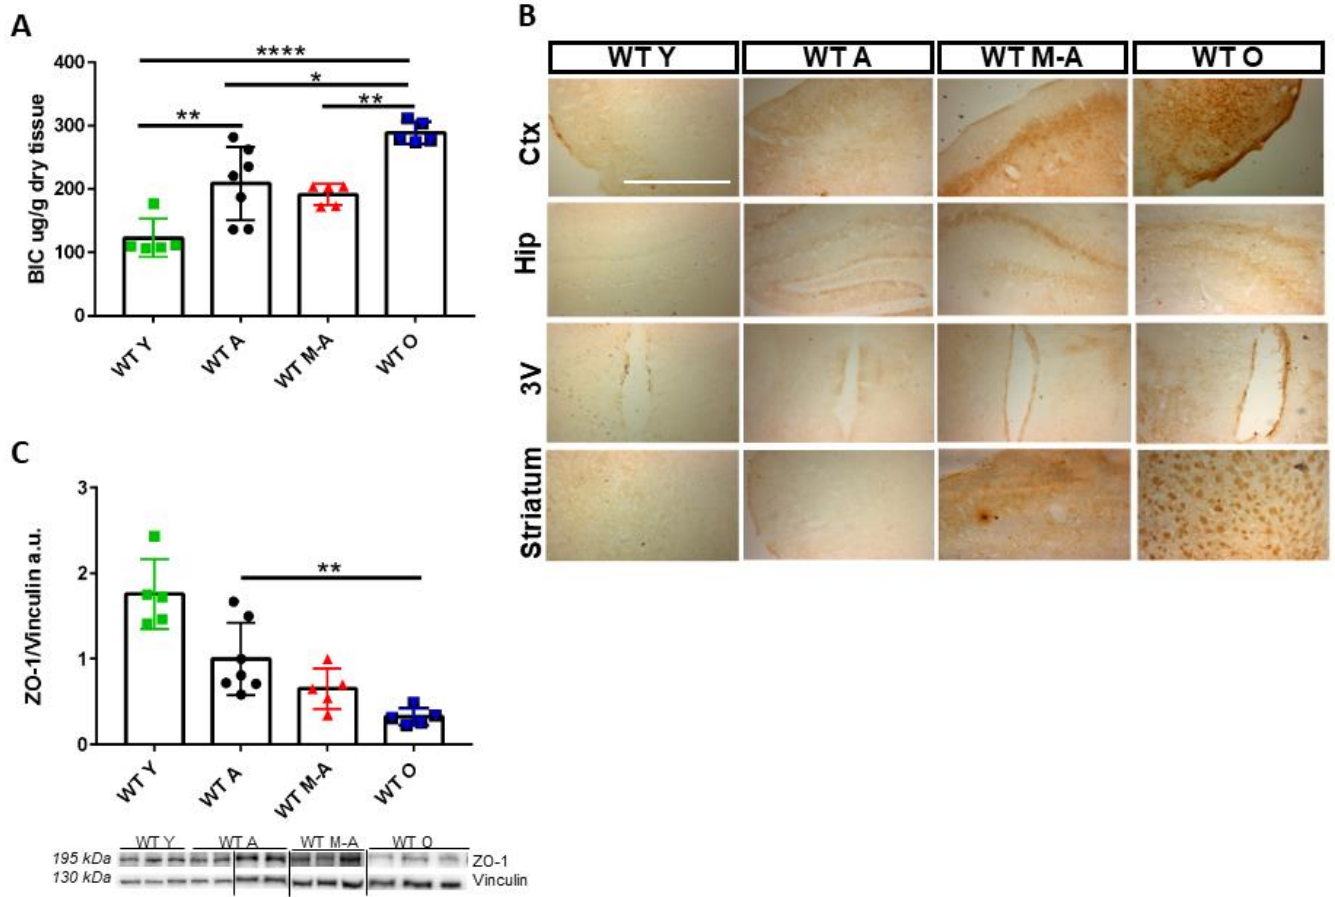 A
400
300
200
100
0
BIC ug/g dry tissue
****
*
**
**
WT Y
WT A
WT M-A
WT O
B
WT Y
WT A
WT M-A
WT O
Ctx
Hip
3V
Striatum
C
3
2
1
0
ZO-1/Vinculin a.u.
**
WT Y
WT A
WT M-A
WT O
WT Y
WT A
WT M-A
WT O
195 kDa
ZO-1
130 kDa
Vinculin